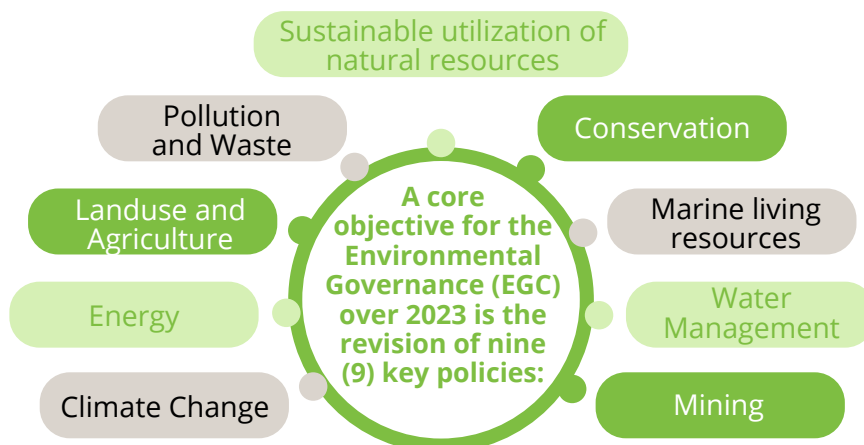 Sustainable utilization of
natural resources
Pollution
and Waste
Conservation
Landuse and
Agriculture
Marine living
resources
Energy
Water
Management
Climate Change
Mining
A core
objective for the
Environmental
Governance (EGC)
over 2023 is the
revision of nine
(9) key policies: